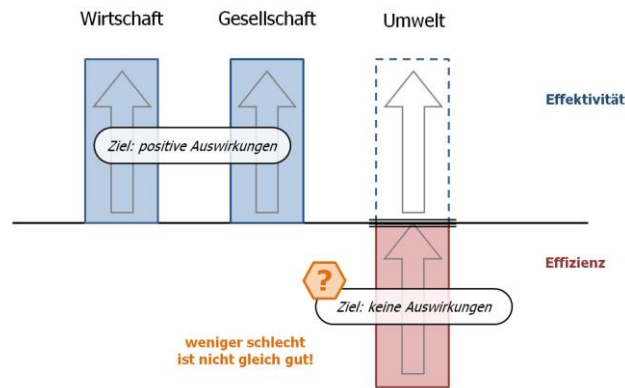 Wirtschaft
Gesellschaft
Umwelt
Effektivität
Ziel: positive Auswirkungen
Effizienz
?
Ziel: keine Auswirkungen
weniger schlecht
ist nicht gleich gut!